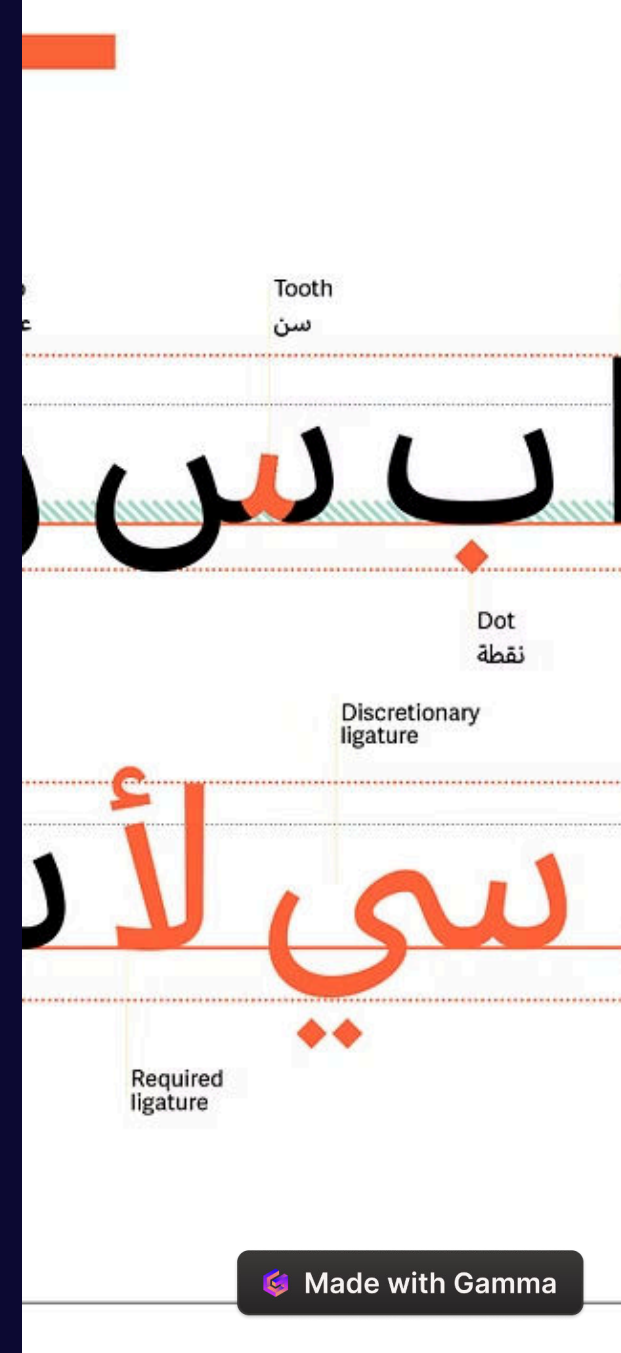 Tooth
سن
ا ب س
Dot
نقطة
Discretionary
ligature
سي لأ
Required
ligature
Made with Gamma